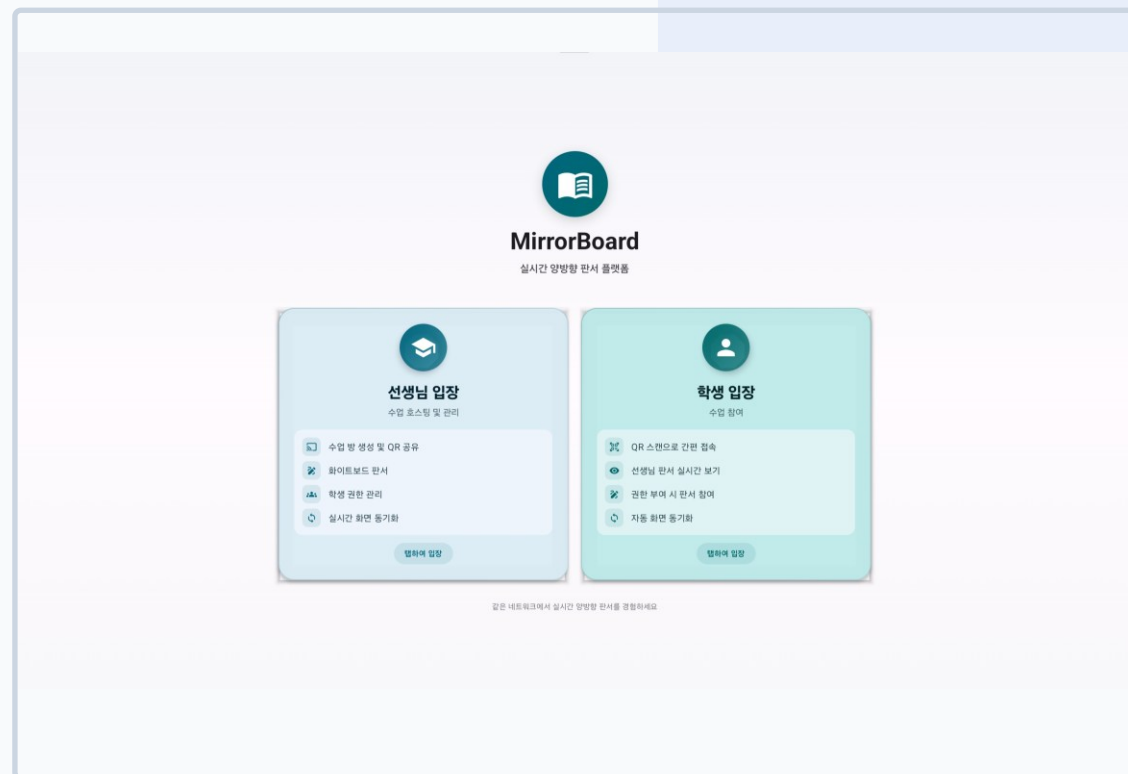 MirrorBoard
실시간 양방향 판서 플랫폼
선생님 입장
수업 호스팅 및 관리
수업 방 생성 및 QR 공유
화이트보드 판서
학생 권한 관리
실시간 화면 동기화
탭하여 입장
학생 입장
수업 참여
QR 스캔으로 간편 접속
선생님 판서 실시간 보기
권한 부여 시 판서 참여
자동 화면 동기화
탭하여 입장
같은 네트워크에서 실시간 양방향 판서를 경험하세요